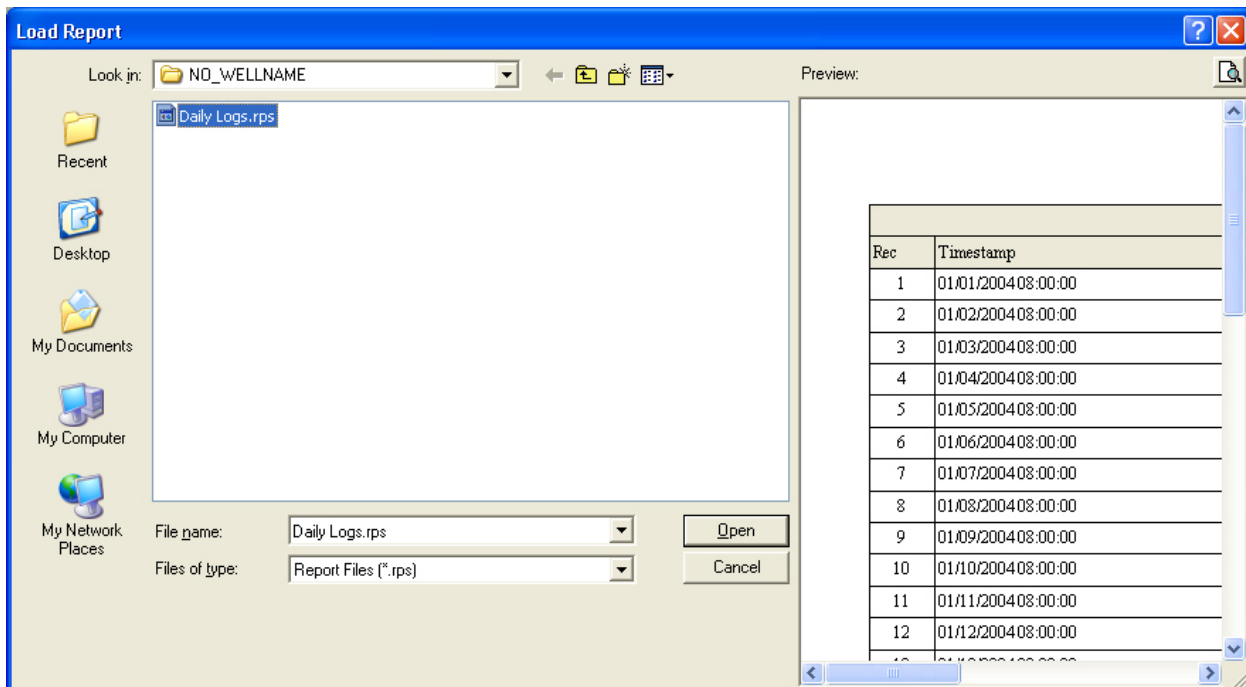 Load Report
Look in: NO_WELLNAME
Preview:
Daily Logs.rps
Recent
Desktop
My Documents
My Computer
My Network
Places
File name: Daily Logs.rps
Open
Files of type: Report Files (*.rps)
Cancel
Rec Timestamp
1 01/01/2004 08:00:00
2 01/02/2004 08:00:00
3 01/03/2004 08:00:00
4 01/04/2004 08:00:00
5 01/05/2004 08:00:00
6 01/06/2004 08:00:00
7 01/07/2004 08:00:00
8 01/08/2004 08:00:00
9 01/09/2004 08:00:00
10 01/10/2004 08:00:00
11 01/11/2004 08:00:00
12 01/12/2004 08:00:00